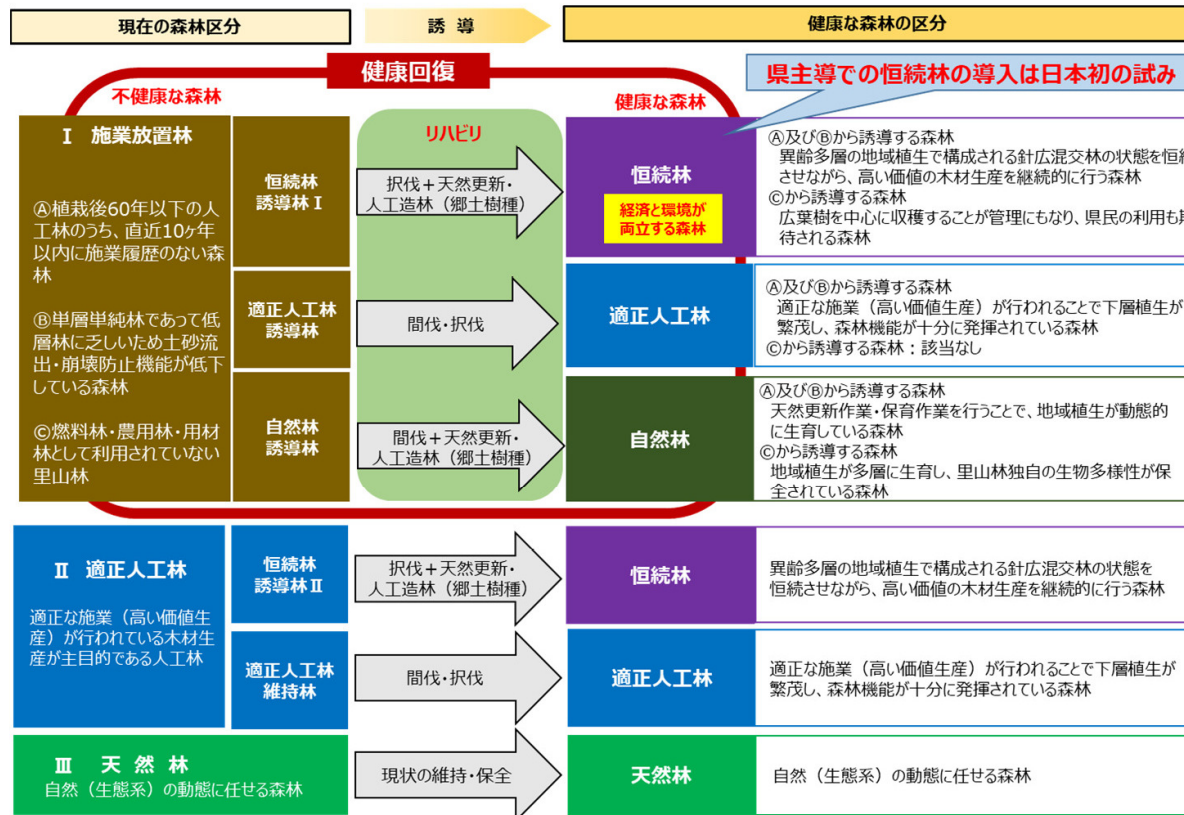 現在の森林区分
誘 導
健康な森林の区分
健康回復
県主導での恒続林の導入は日本初の試み
不健康な森林
健康な森林
Ⅰ 施業放置林
Ⓐ植栽後60年以下の人
工林のうち、直近10ヶ年
以内に施業履歴のない森
林
Ⓑ単層単純林であって低
層林に乏しいため土砂流
出・崩壊防止機能が低下
している森林
Ⓒ燃料林・農用林・用材
林として利用されていない
里山林
リハビリ
恒続林
誘導林Ⅰ
択伐+天然更新・
人工造林(郷土樹種)
恒続林
経済と環境が
両立する森林
Ⓐ及びⒷから誘導する森林
異齢多層の地域植生で構成される針広混交林の状態を恒続
させながら、高い価値の木材生産を継続的に行う森林
Ⓒから誘導する森林
広葉樹を中心に収穫することが管理にもなり、県民の利用も期
待される森林
適正人工林
誘導林
間伐・択伐
適正人工林
Ⓐ及びⒷから誘導する森林
適正な施業(高い価値生産)が行われることで下層植生が
繁茂し、森林機能が十分に発揮されている森林
Ⓒから誘導する森林:該当なし
自然林
誘導林
間伐+天然更新・
人工造林(郷土樹種)
自然林
Ⓐ及びⒷから誘導する森林
天然更新作業・保育作業を行うことで、地域植生が動態的
に生育している森林
Ⓒから誘導する森林
地域植生が多層に生育し、里山林独自の生物多様性が保
全されている森林
Ⅱ 適正人工林
適正な施業(高い価値生
産)が行われている木材生
産が主目的である人工林
恒続林
誘導林Ⅱ
択伐+天然更新・
人工造林(郷土樹種)
恒続林
異齢多層の地域植生で構成される針広混交林の状態を
恒続させながら、高い価値の木材生産を継続的に行う森林
適正人工林
維持林
間伐・択伐
適正人工林
適正な施業(高い価値生産)が行われることで下層植生が
繁茂し、森林機能が十分に発揮されている森林
Ⅲ 天 然 林
自然(生態系)の動態に任せる森林
現状の維持・保全
天然林
自然(生態系)の動態に任せる森林